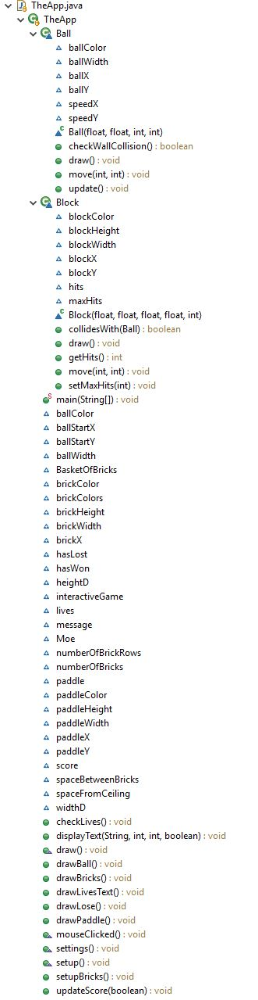 TheApp.java
TheApp
Ball
ballColor
ballWidth
ballX
ballY
speedX
speedY
Ball(float, float, int, int)
checkWallCollision() : boolean
draw() : void
move(int, int) : void
update() : void
Block
blockColor
blockHeight
blockWidth
blockX
blockY
hits
maxHits
Block(float, float, float, float, int)
collidesWith(Ball) : boolean
draw() : void
getHits() : int
move(int, int) : void
setMaxHits(int) : void
main(String[]) : void
ballColor
ballStartX
ballStartY
ballWidth
BasketOfBricks
brickColor
brickColors
brickHeight
brickWidth
brickX
hasLost
hasWon
heightD
interactiveGame
lives
message
Moe
numberOfBrickRows
numberOfBricks
paddle
paddleColor
paddleHeight
paddleWidth
paddleX
paddleY
score
spaceBetweenBricks
spaceFromCeiling
widthD
checkLives() : void
displayText(String, int, int, boolean) : void
draw() : void
drawBall() : void
drawBricks() : void
drawLivesText() : void
drawLose() : void
drawPaddle() : void
mouseClicked() : void
settings() : void
setup() : void
setupBricks() : void
updateScore(boolean) : void